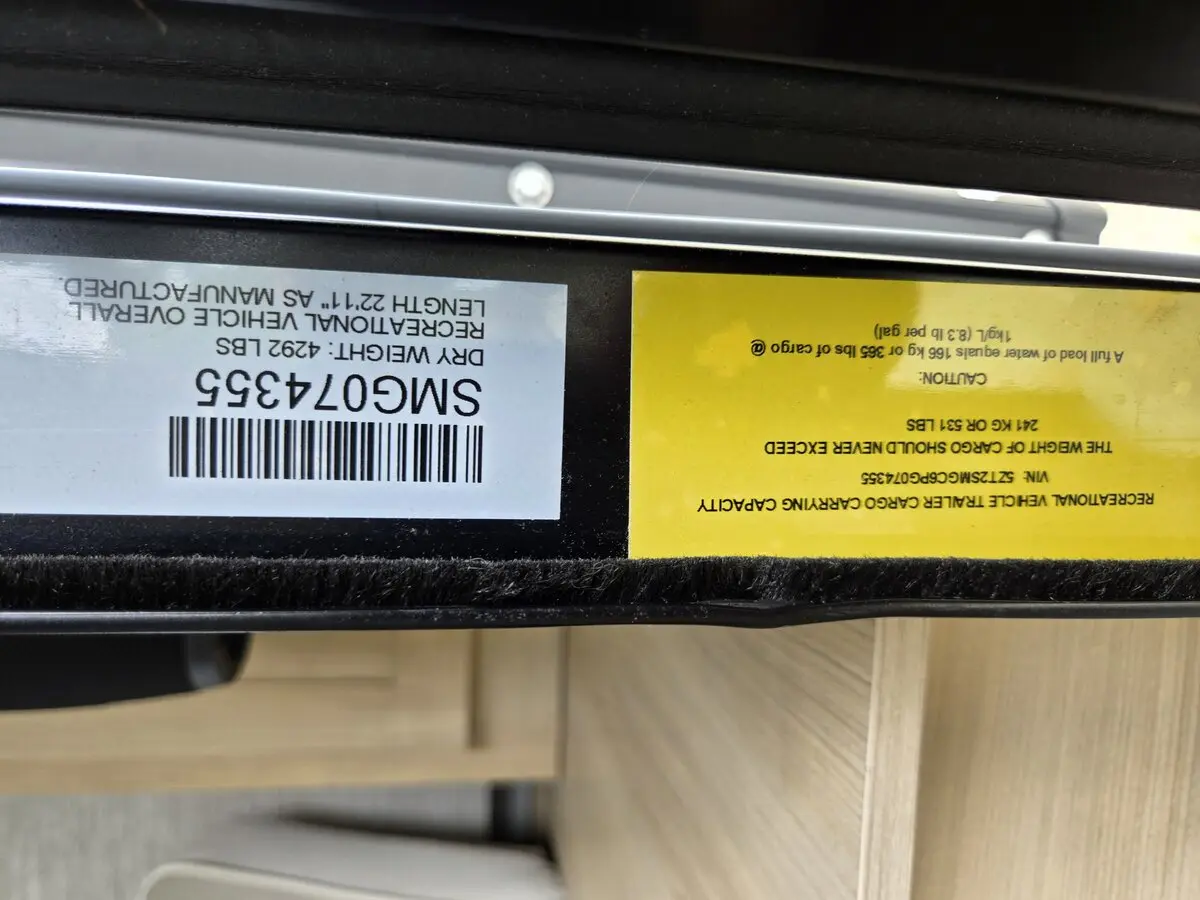 RECREATIONAL VEHICLE TRAILER CARGO CARRYING CAPACITY
VIN: 5ZT2SMGC6PG074355
THE WEIGHT OF CARGO SHOULD NEVER EXCEED
241 KG OR 531 LBS
CAUTION:
A full load of water equals 166 kg or 365 lbs of cargo @
1kg/L (8.3 lb per gal)
SMG074355
DRY WEIGHT: 4292 LBS
RECREATIONAL VEHICLE OVERALL
LENGTH 22'11" AS MANUFACTURED.